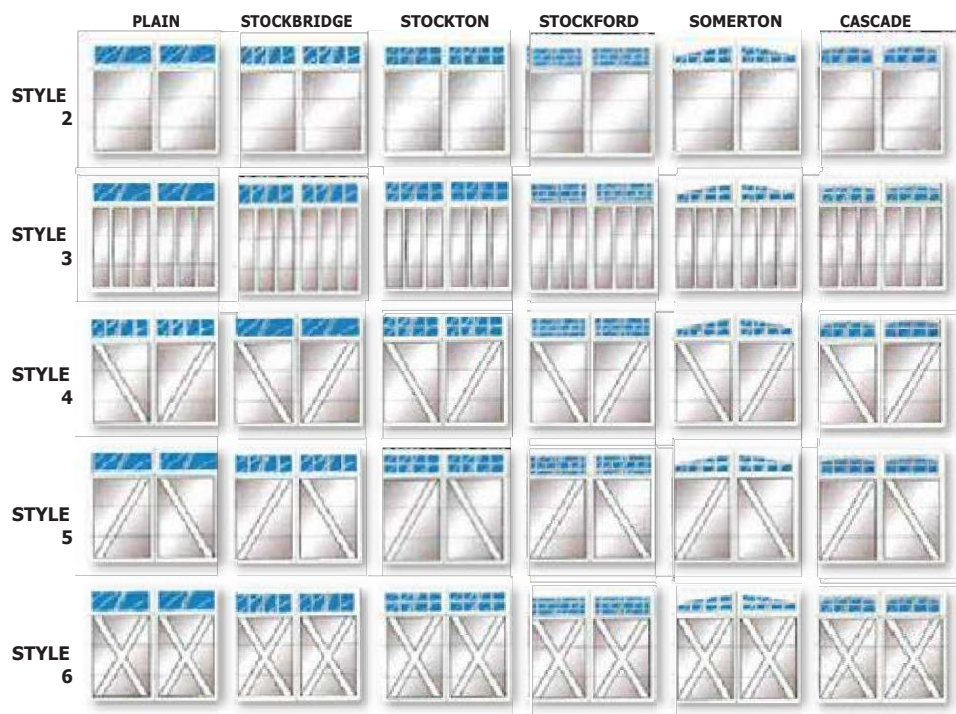 PLAIN STOCKBRIDGE STOCKTON STOCKFORD SOMERTON CASCADE
STYLE
2
STYLE
3
STYLE
4
STYLE
5
STYLE
6